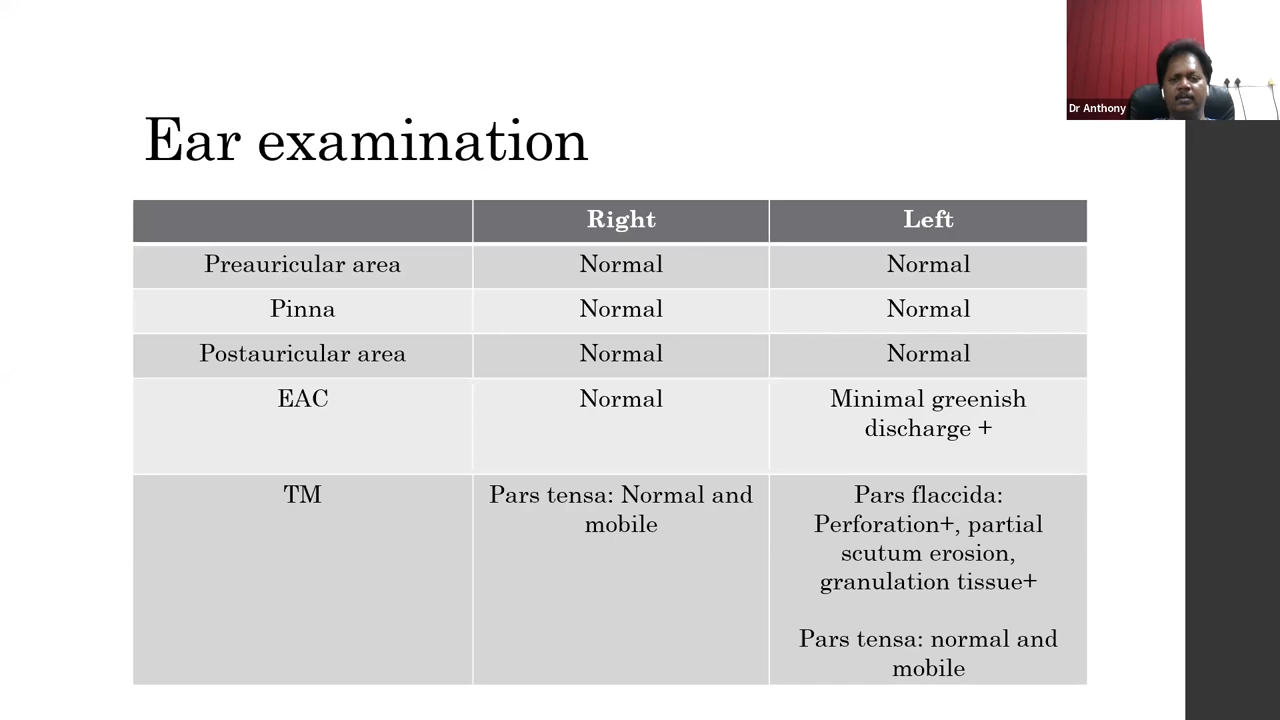 Dr Anthony
Ear examination
Right Left
Preauricular area Normal Normal
Pinna Normal Normal
Postauricular area Normal Normal
EAC Normal Minimal greenish
discharge +
TM Pars tensa: Normal and Pars flaccida:
mobile Perforation+, partial
scutum erosion,
granulation tissue+
Pars tensa: normal and
mobile